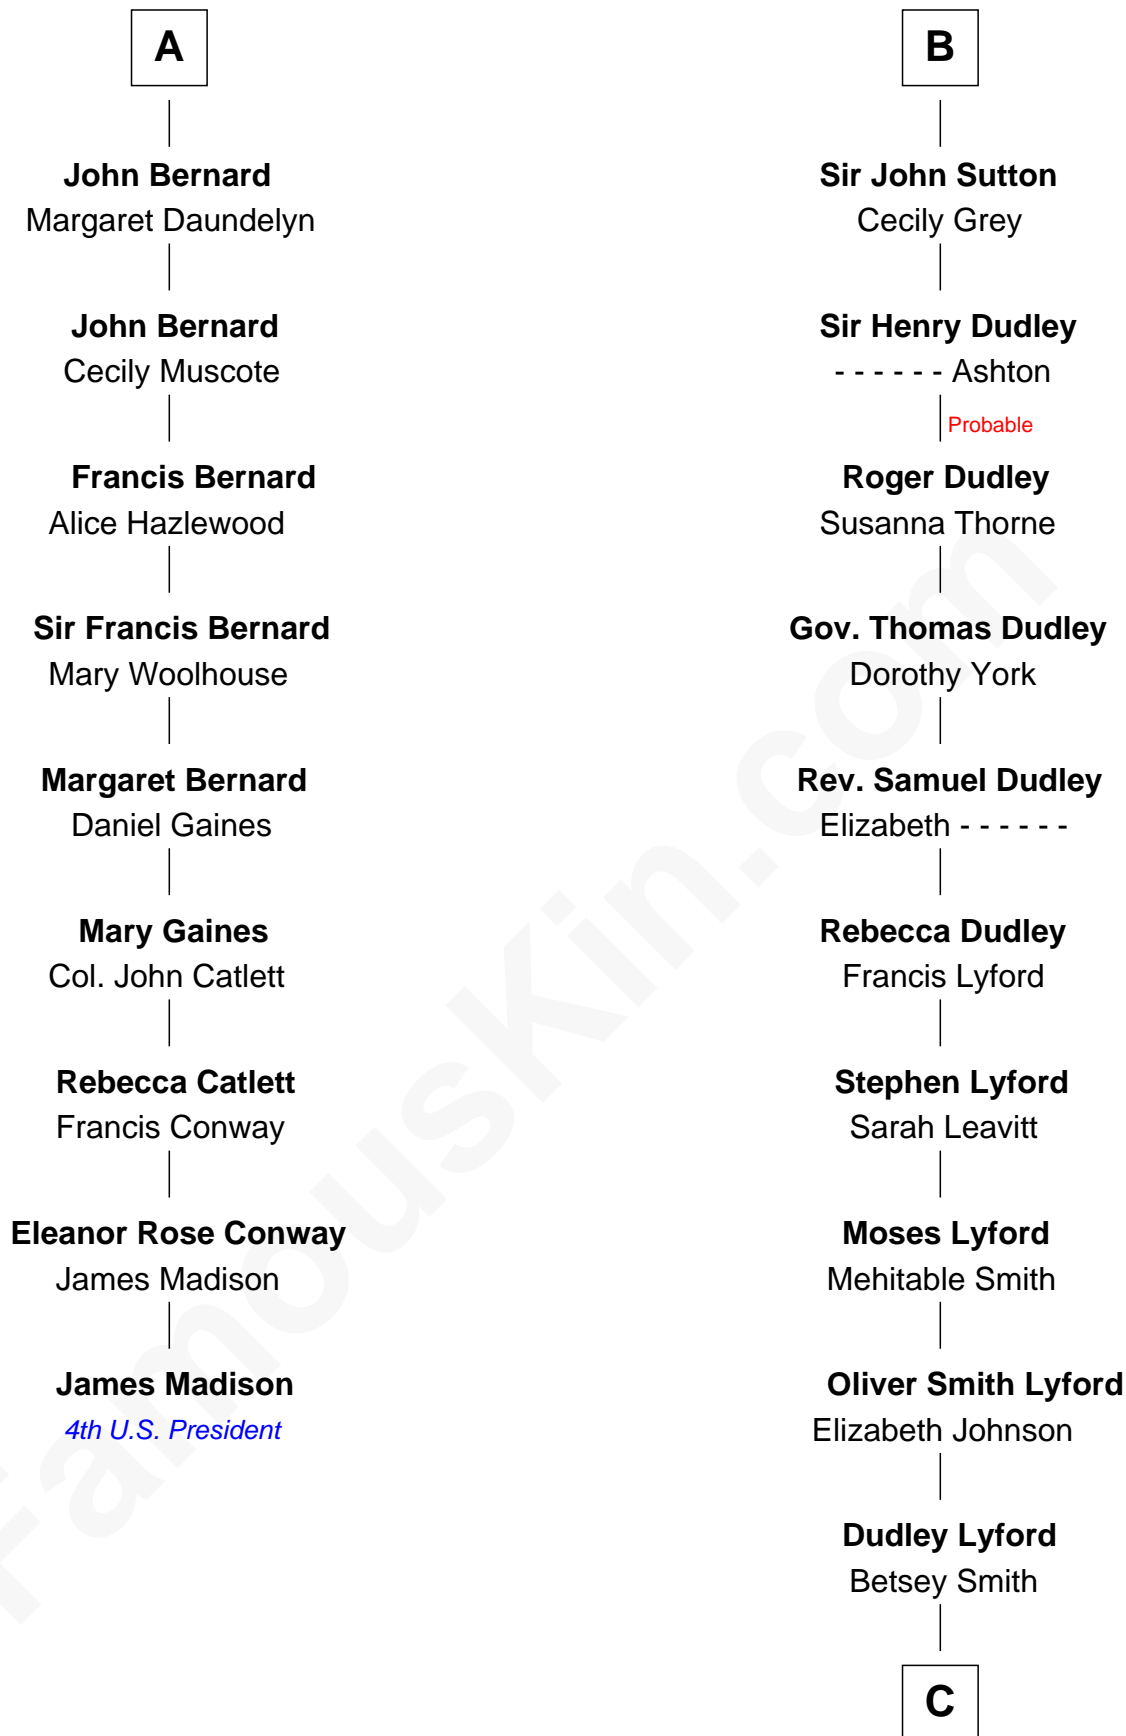 A
John Bernard
Margaret Daundelyn
John Bernard
Cecily Muscote
Francis Bernard
Alice Hazlewood
Sir Francis Bernard
Mary Woolhouse
Margaret Bernard
Daniel Gaines
Mary Gaines
Col. John Catlett
Rebecca Catlett
Francis Conway
Eleanor Rose Conway
James Madison
James Madison
4th U.S. President
B
Sir John Sutton
Cecily Grey
Sir Henry Dudley
- - - - - - Ashton
Probable
Roger Dudley
Susanna Thorne
Gov. Thomas Dudley
Dorothy York
Rev. Samuel Dudley
Elizabeth - - - - - -
Rebecca Dudley
Francis Lyford
Stephen Lyford
Sarah Leavitt
Moses Lyford
Mehitable Smith
Oliver Smith Lyford
Elizabeth Johnson
Dudley Lyford
Betsey Smith
C
FamousKin.com